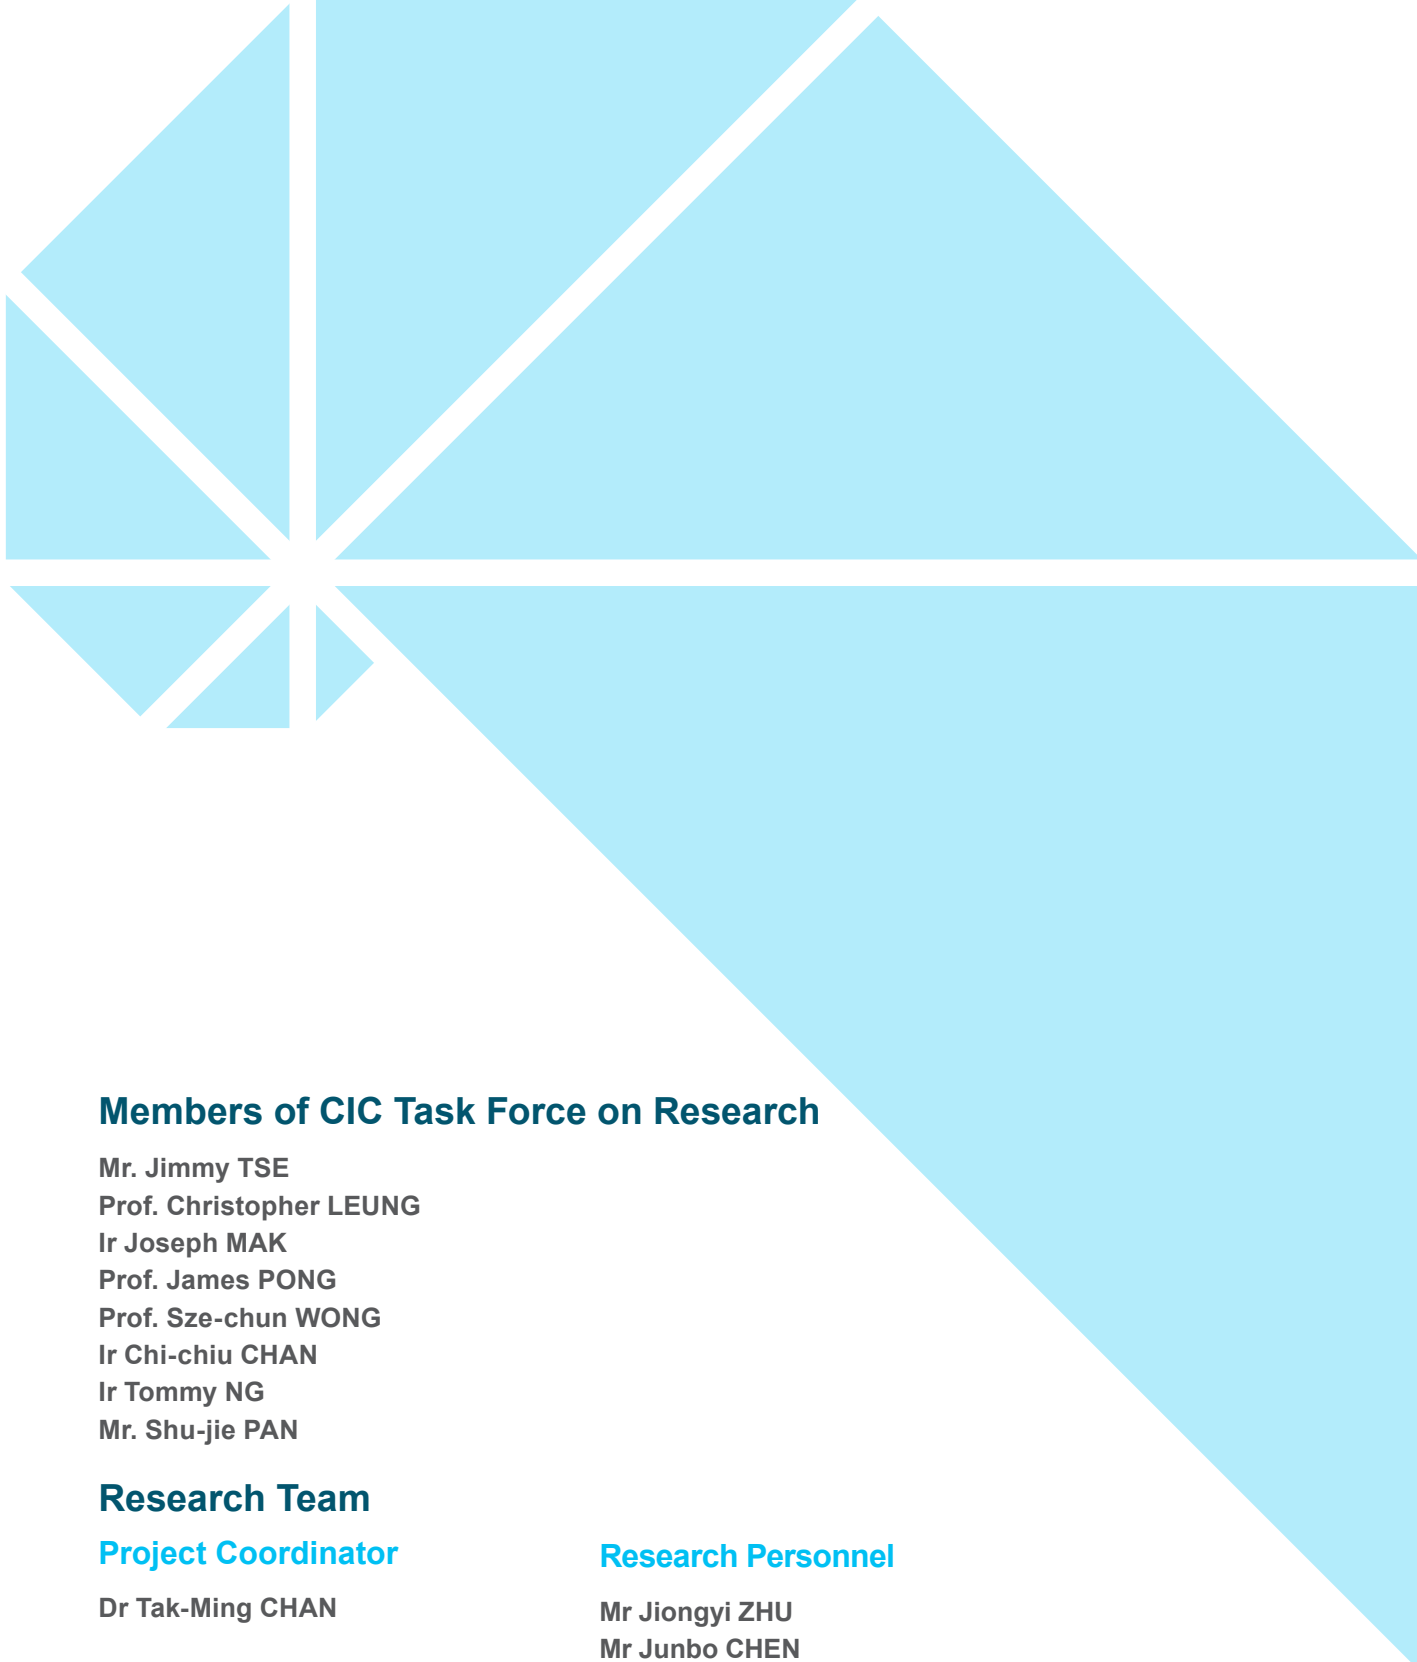 Members of CIC Task Force on Research
Mr. Jimmy TSE
Prof. Christopher LEUNG
Ir Joseph MAK
Prof. James PONG
Prof. Sze-chun WONG
Ir Chi-chiu CHAN
Ir Tommy NG
Mr. Shu-jie PAN
Research Team
Project Coordinator
Dr Tak-Ming CHAN
Research Personnel
Mr Jiongyi ZHU
Mr Junbo CHEN